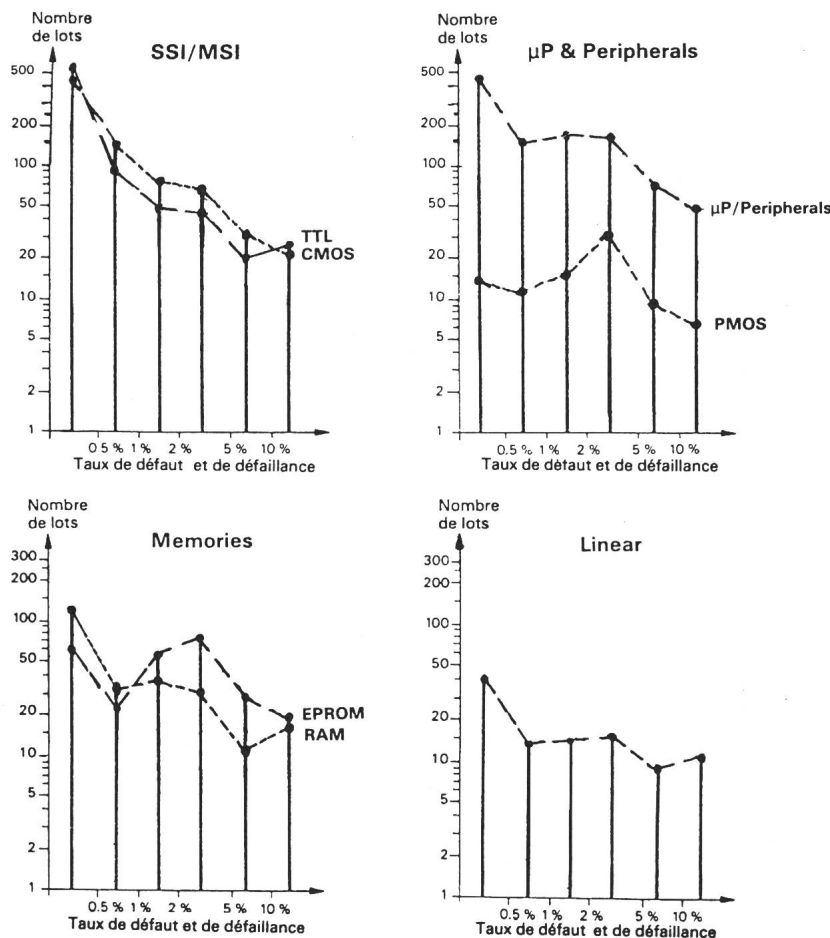 Nombre
de lots
SSI/MSI
500
200
100
50
20
10
5
2
1
TTL
CMOS
0 5 % 1 % 2 % 5 % 10 %
Taux de défaut et de défaillance
Nombre
de lots
µP & Peripherals
500
200
100
50
20
10
5
2
1
µP/Peripherals
PMOS
0.5 % 1 % 2 % 5 % 10 %
Taux de détaut et de défaillance
Nombre
de lots
Memories
300
200
100
50
20
10
5
2
1
EPROM
RAM
0.5 % 1 % 2 % 5 % 10 %
Taux de défaut et de défaillance
Nombre
de lots
Linear
300
200
100
50
20
10
5
2
1
0.5 % 1 % 2 % 5 % 10 %
Taux de défaut et de défaillance